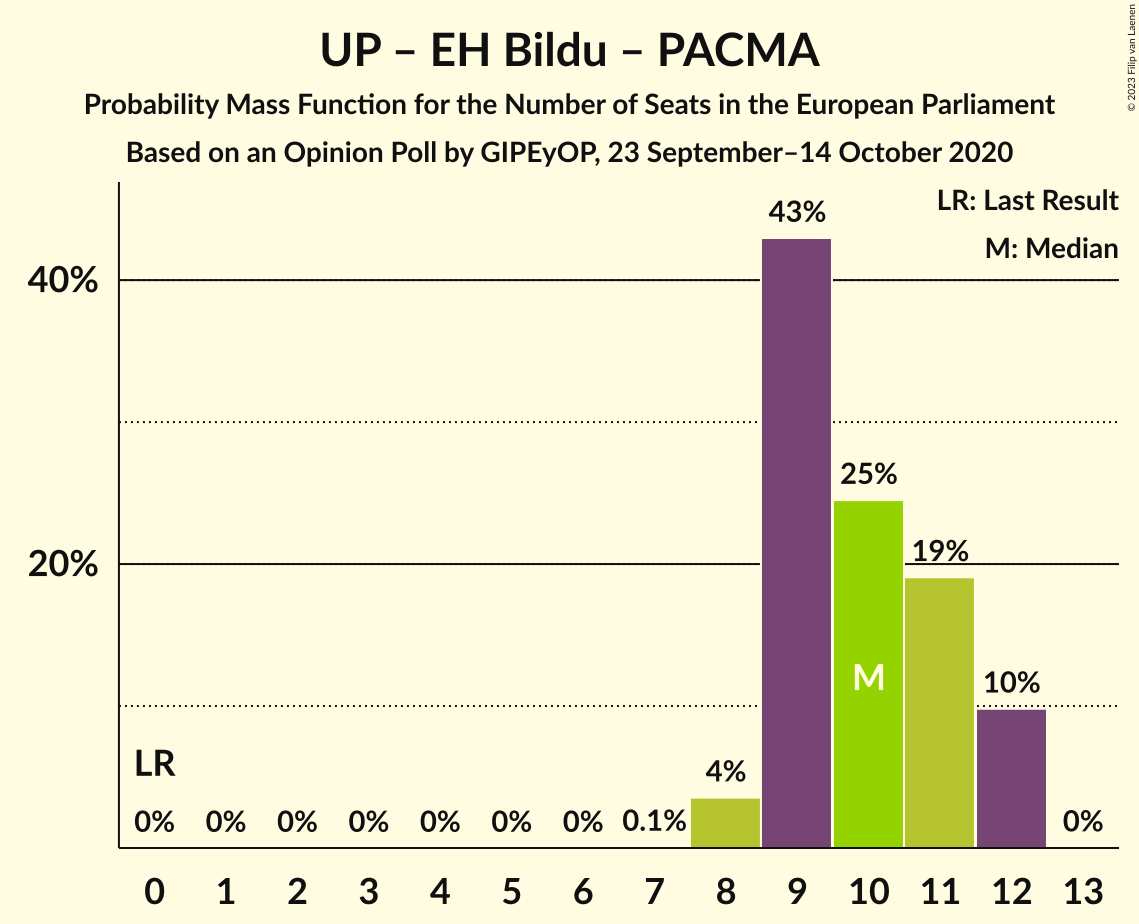 UP – EH Bildu – PACMA
Probability Mass Function for the Number of Seats in the European Parliament
Based on an Opinion Poll by GIPEyOP, 23 September–14 October 2020
© 2023 Filip van Laenen
LR: Last Result
M: Median
43%
40%
25%
19%
20%
M
10%
LR
4%
0% 0% 0% 0% 0% 0% 0% 0.1% 0%
0 1 2 3 4 5 6 7 8 9 10 11 12 13